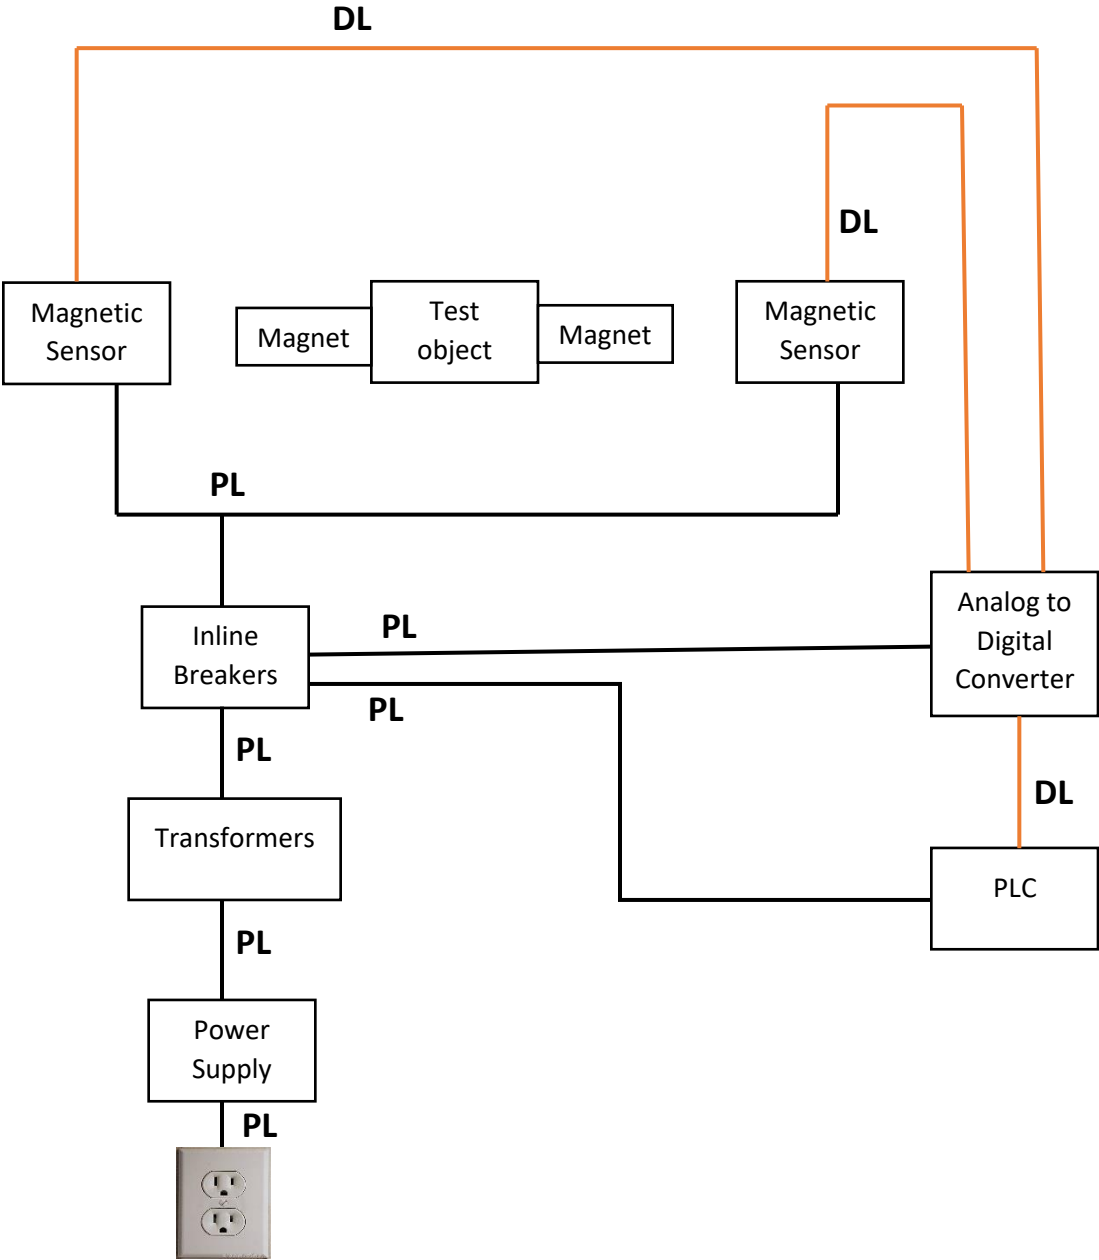 DL
DL
Magnetic
Sensor
Magnet
Test
object
Magnet
Magnetic
Sensor
PL
Inline
Breakers
PL
PL
Analog to
Digital
Converter
PL
DL
Transformers
PLC
PL
Power
Supply
PL